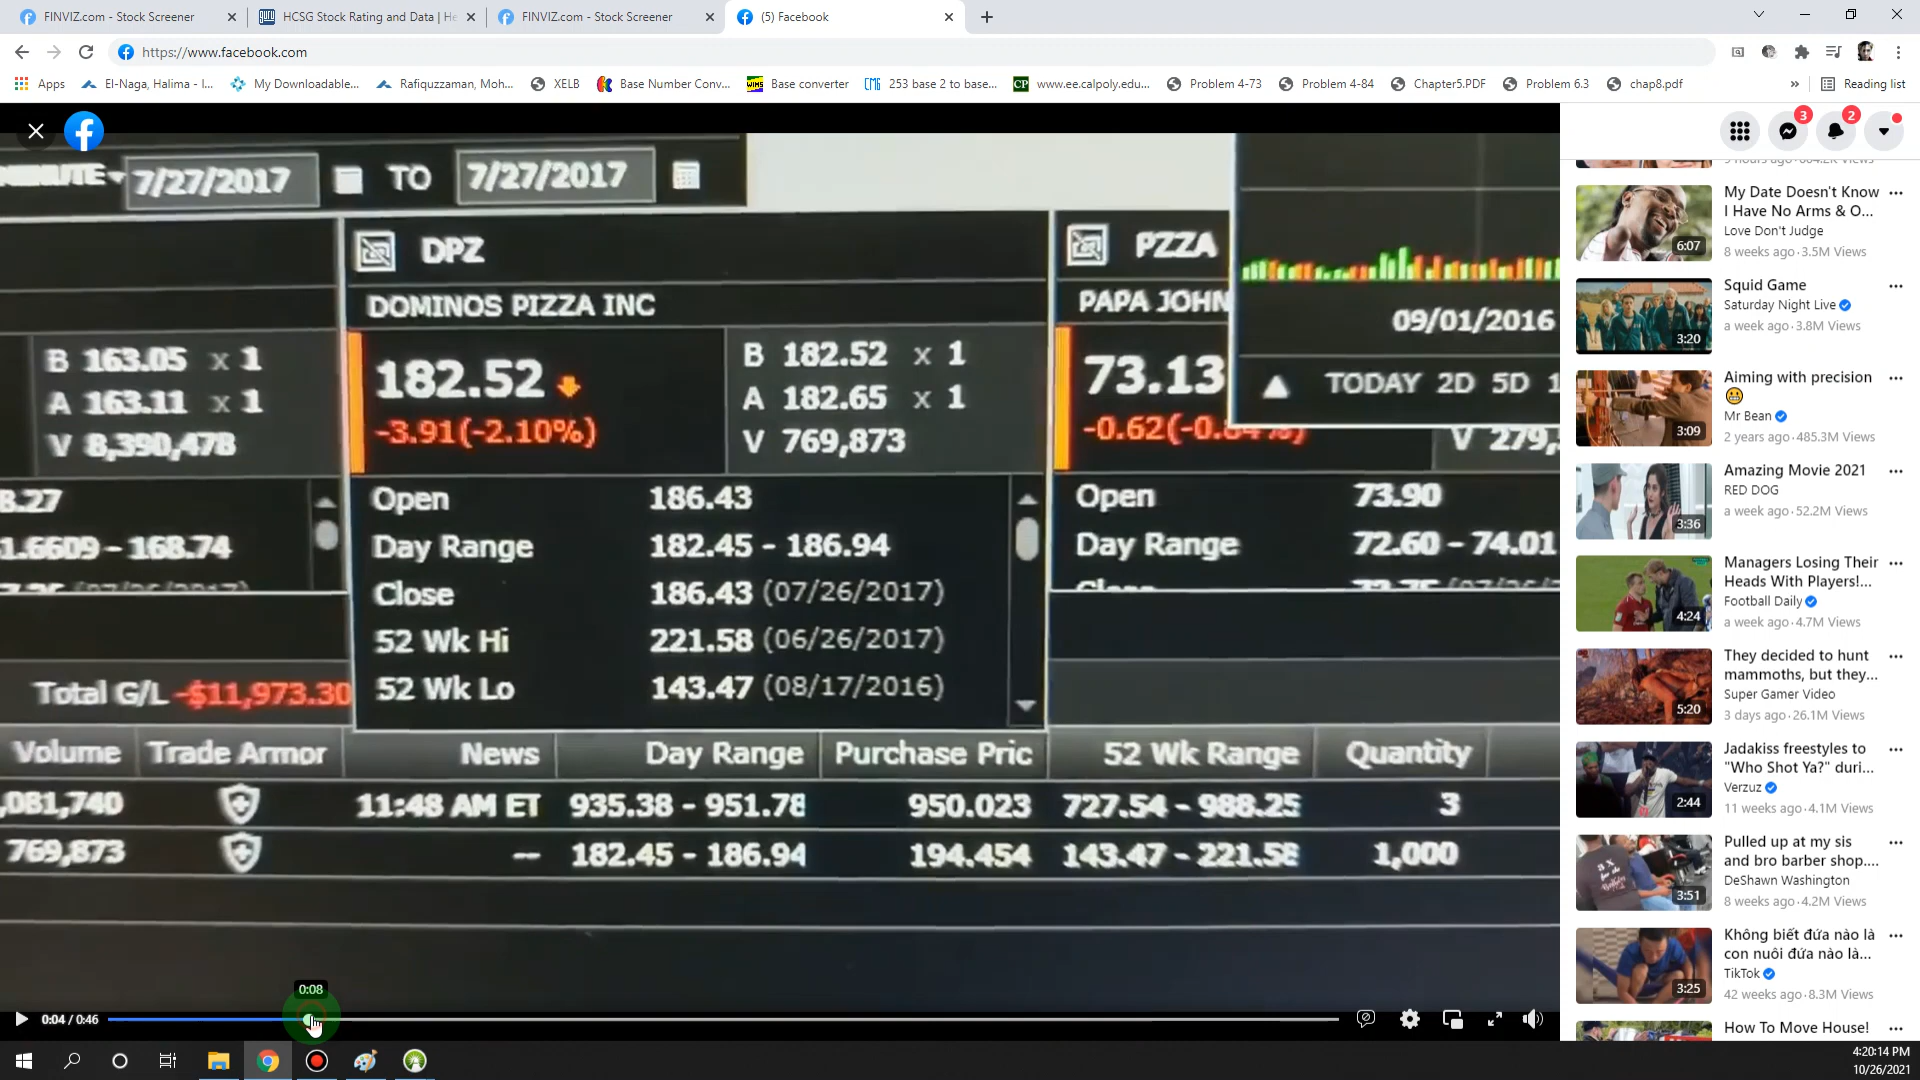 FINVIZ.com - Stock Screener
HCSG Stock Rating and Data | He
FINVIZ.com - Stock Screener
(5) Facebook
https://www.facebook.com
Apps
El-Naga, Halima - I...
My Downloadable...
Rafiquzzaman, Moh...
XELB
Base Number Conv...
Base converter
253 base 2 to base...
www.ee.calpoly.edu...
Problem 4-73
Problem 4-84
Chapter5.PDF
Problem 6.3
chap8.pdf
»
Reading list
7/27/2017 TO 7/27/2017
DPZ
DOMINOS PIZZA INC
182.52
-3.91(-2.10%)
B 182.52 x 1
A 182.65 x 1
V 769,873
Open 186.43
Day Range 182.45 - 186.94
Close 186.43 (07/26/2017)
52 Wk Hi 221.58 (06/26/2017)
52 Wk Lo 143.47 (08/17/2016)
B 163.05 x 1
A 163.11 x 1
V 8,390,478
8.27
1.6609 - 168.74
Total G/L -$11,973.30
PZZA
PAPA JOHN
73.13
09/01/2016
TODAY 2D 5D 1
V 279,
Open 73.90
Day Range 72.60 - 74.01
Volume Trade Armor News Day Range Purchase Pric 52 Wk Range Quantity
,081,740 11:48 AM ET 935.38 - 951.78 950.023 727.54 - 988.25 3
769,873 -- 182.45 - 186.94 194.454 143.47 - 221.58 1,000
0:08
0:04 / 0:46
3
2
My Date Doesn't Know
I Have No Arms & O...
Love Don't Judge
8 weeks ago · 3.5M Views
6:07
Squid Game
Saturday Night Live
a week ago · 3.8M Views
3:20
Aiming with precision
😬
Mr Bean
2 years ago · 485.3M Views
3:09
Amazing Movie 2021
RED DOG
a week ago · 52.2M Views
3:36
Managers Losing Their
Heads With Players!...
Football Daily
a week ago · 4.7M Views
4:24
They decided to hunt
mammoths, but they...
Super Gamer Video
3 days ago · 26.1M Views
5:20
Jadakiss freestyles to
"Who Shot Ya?" duri...
Verzuz
11 weeks ago · 4.1M Views
2:44
Pulled up at my sis
and bro barber shop....
DeShawn Washington
8 weeks ago · 4.2M Views
3:51
Không biết đứa nào là
con nuôi đứa nào là...
TikTok
42 weeks ago · 8.3M Views
3:25
How To Move House!
4:20:14 PM
10/26/2021